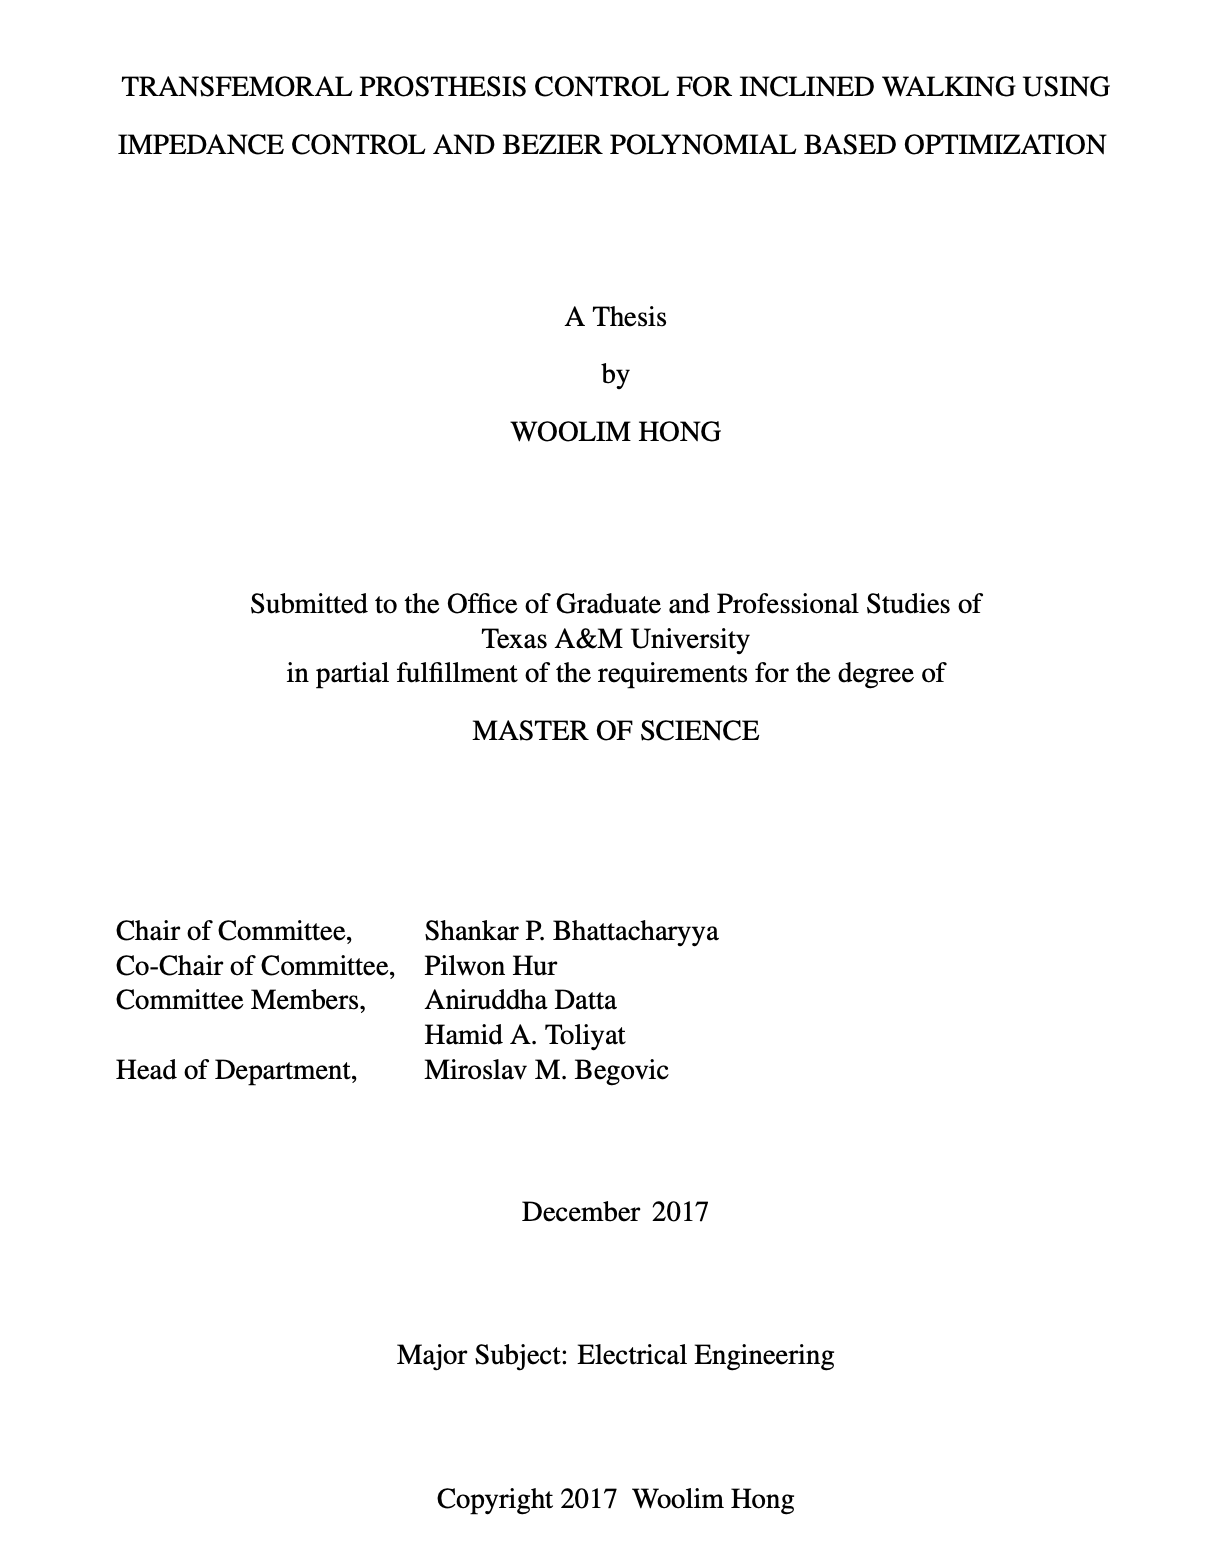 TRANSFEMORAL PROSTHESIS CONTROL FOR INCLINED WALKING USING
IMPEDANCE CONTROL AND BEZIER POLYNOMIAL BASED OPTIMIZATION
A Thesis
by
WOOLIM HONG
Submitted to the Office of Graduate and Professional Studies of
Texas A&M University
in partial fulfillment of the requirements for the degree of
MASTER OF SCIENCE
Chair of Committee, Shankar P. Bhattacharyya
Co-Chair of Committee, Pilwon Hur
Committee Members, Aniruddha Datta
Hamid A. Toliyat
Head of Department, Miroslav M. Begovic
December 2017
Major Subject: Electrical Engineering
Copyright 2017 Woolim Hong